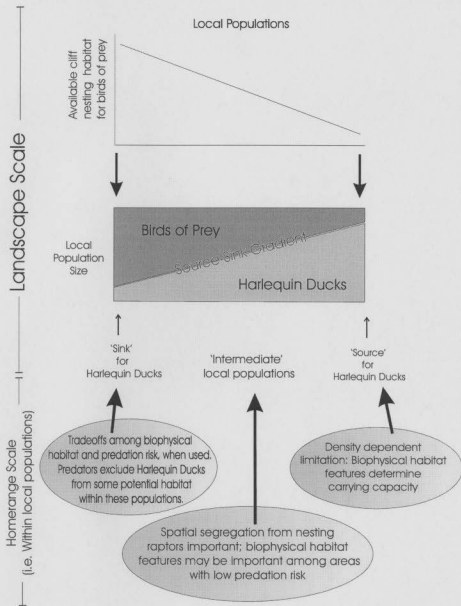 Local Populations
Available cliff
nesting habitat
for birds of prey
Landscape Scale
Birds of Prey
Source-Sink Gradient
Harlequin Ducks
Local
Population
Size
'Sink'
for
Harlequin Ducks
'Intermediate'
local populations
'Source'
for
Harlequin Ducks
Homerange Scale
(i.e. Within local populations)
Tradeoffs among biophysical
habitat and predation risk, when used.
Predators exclude Harlequin Ducks
from some potential habitat
within these populations.
Density dependent
limitation: Biophysical habitat
features determine
carrying capacity
Spatial segregation from nesting
raptors important; biophysical habitat
features may be important among areas
with low predation risk